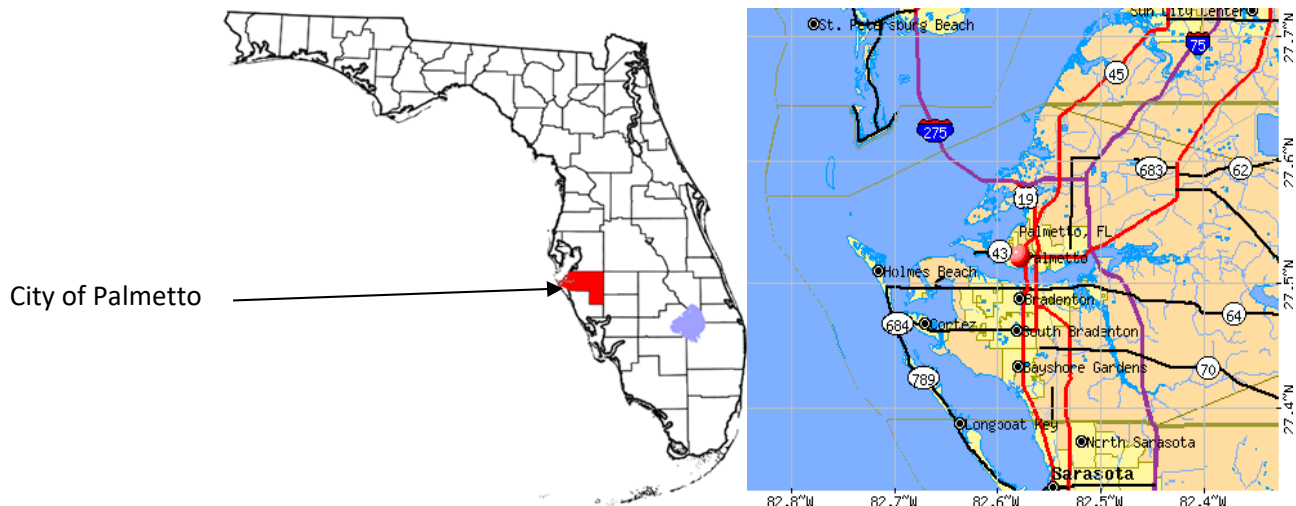 City of Palmetto
St. Petersburg Beach
Sun City Center
75
45
275
683
62
19
Palmetto, FL
43
Palmetto
Holmes Beach
Bradenton
64
684
Cortez
South Bradenton
70
789
Bayshore Gardens
Longboat Key
North Sarasota
Sarasota
27.7°N
27.6°N
27.5°N
27.4°N
82.8°W
82.7°W
82.6°W
82.5°W
82.4°W